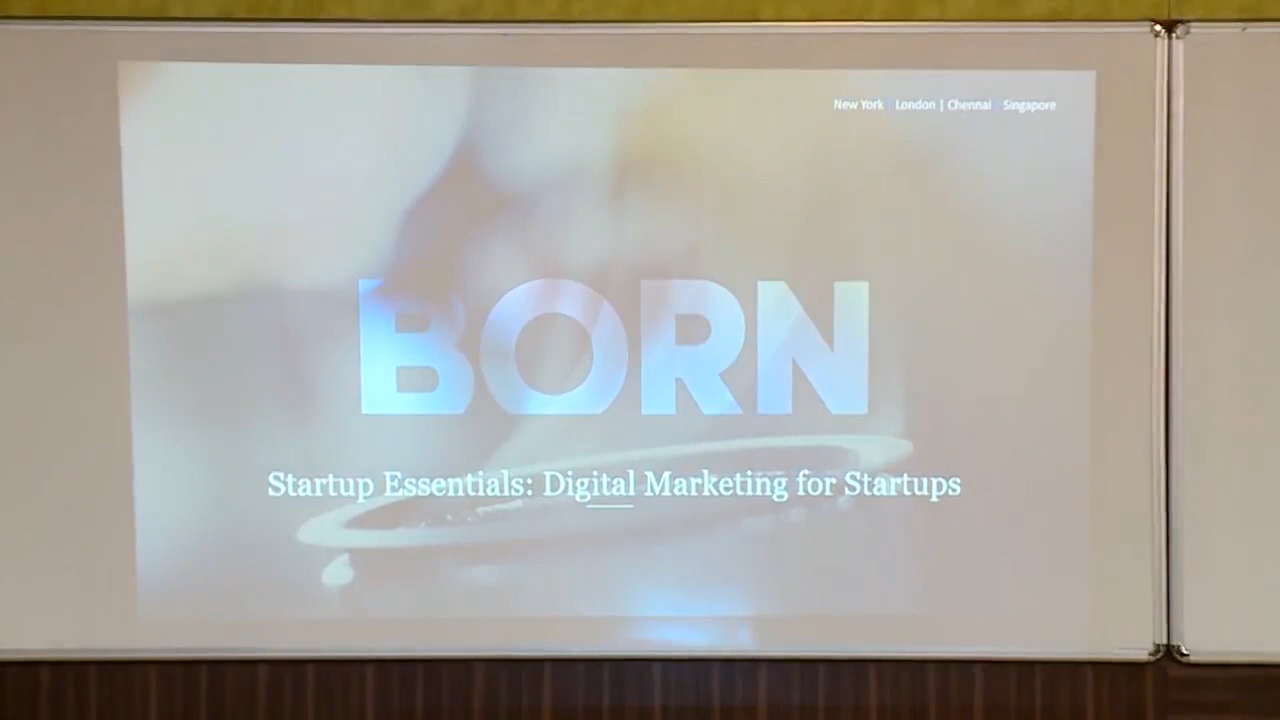 New York | London | Chennai | Singapore
BORN
Startup Essentials: Digital Marketing for Startups